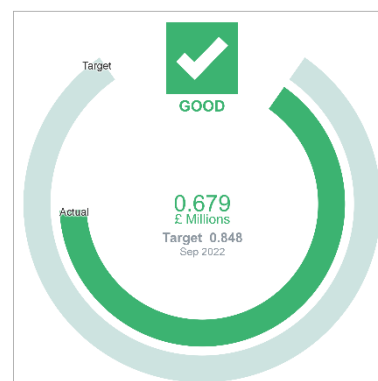 Target
GOOD
Actual
0.679
£ Millions
Target 0.848
Sep 2022